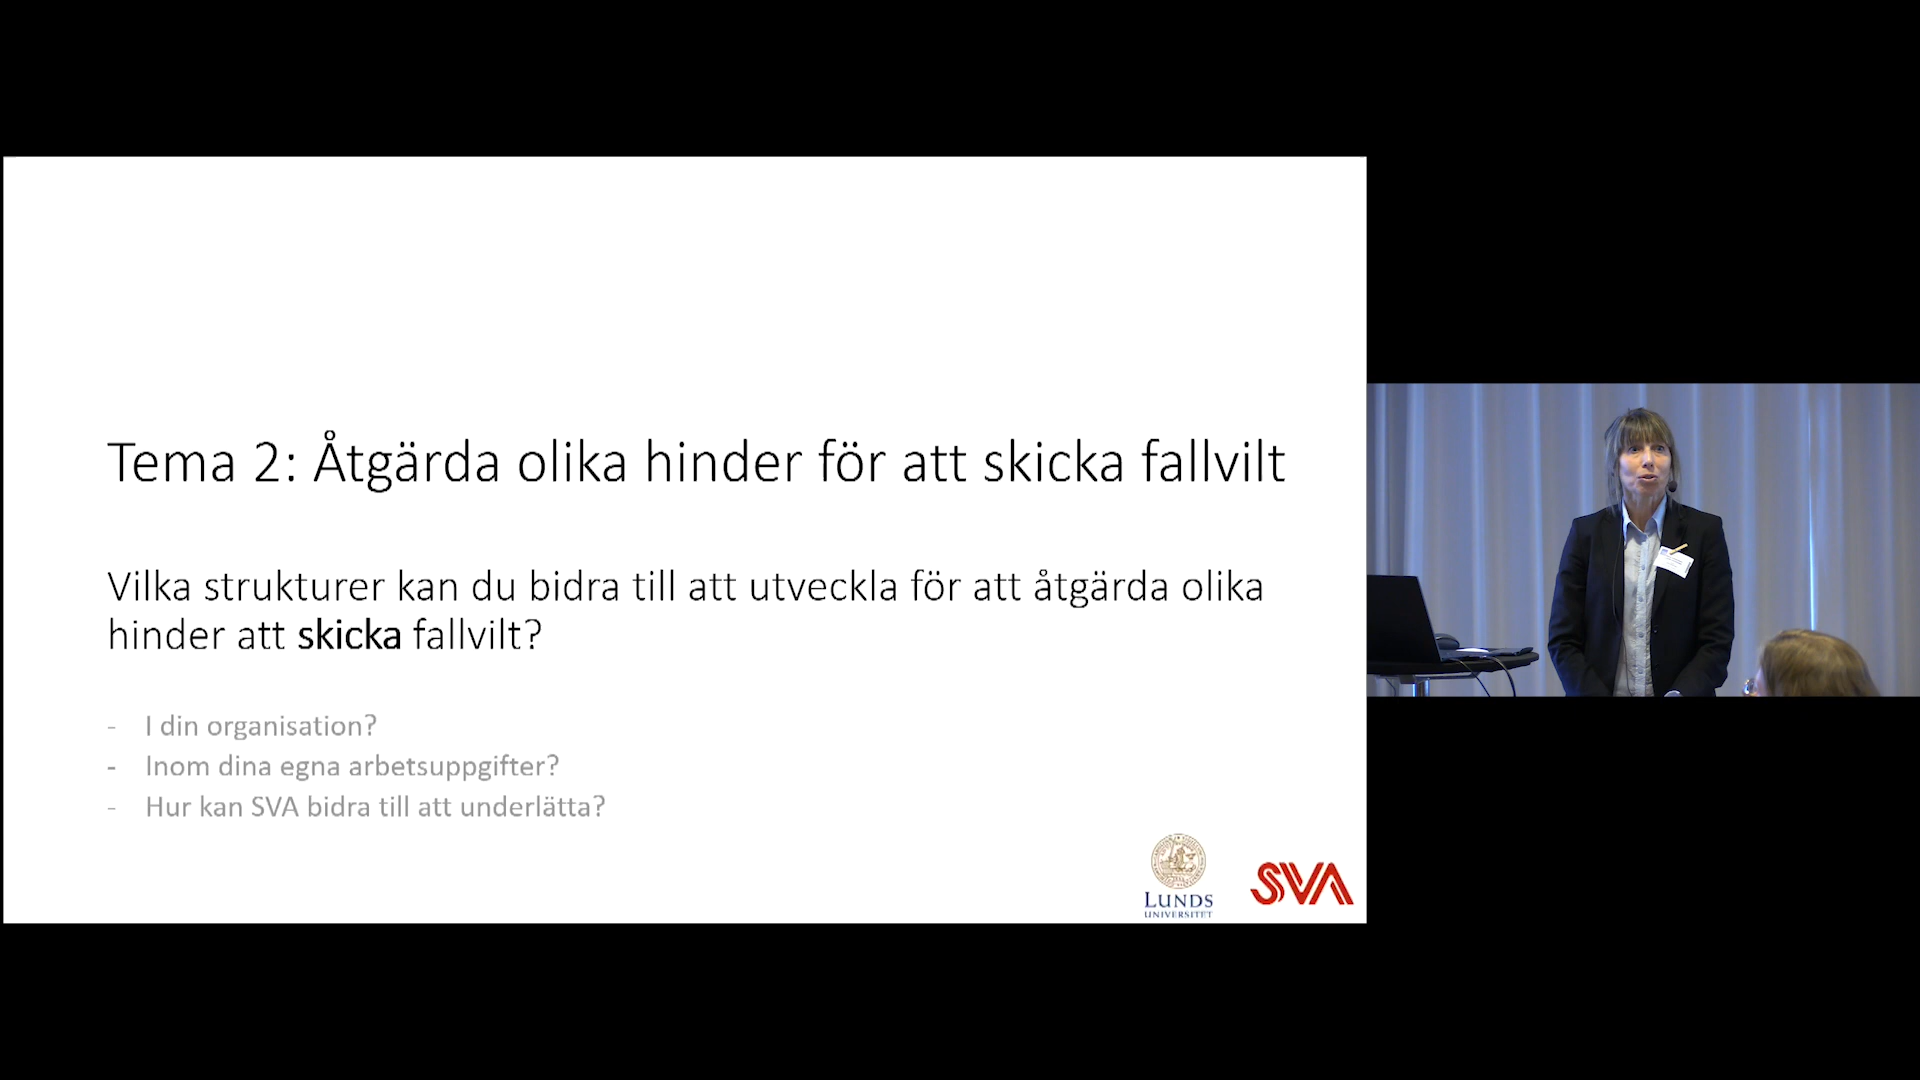 Tema 2: Åtgärda olika hinder för att skicka fallvilt
Vilka strukturer kan du bidra till att utveckla för att åtgärda olika
hinder att skicka fallvilt?
- I din organisation?
- Inom dina egna arbetsuppgifter?
- Hur kan SVA bidra till att underlätta?
LUNDS
UNIVERSITET
SVA